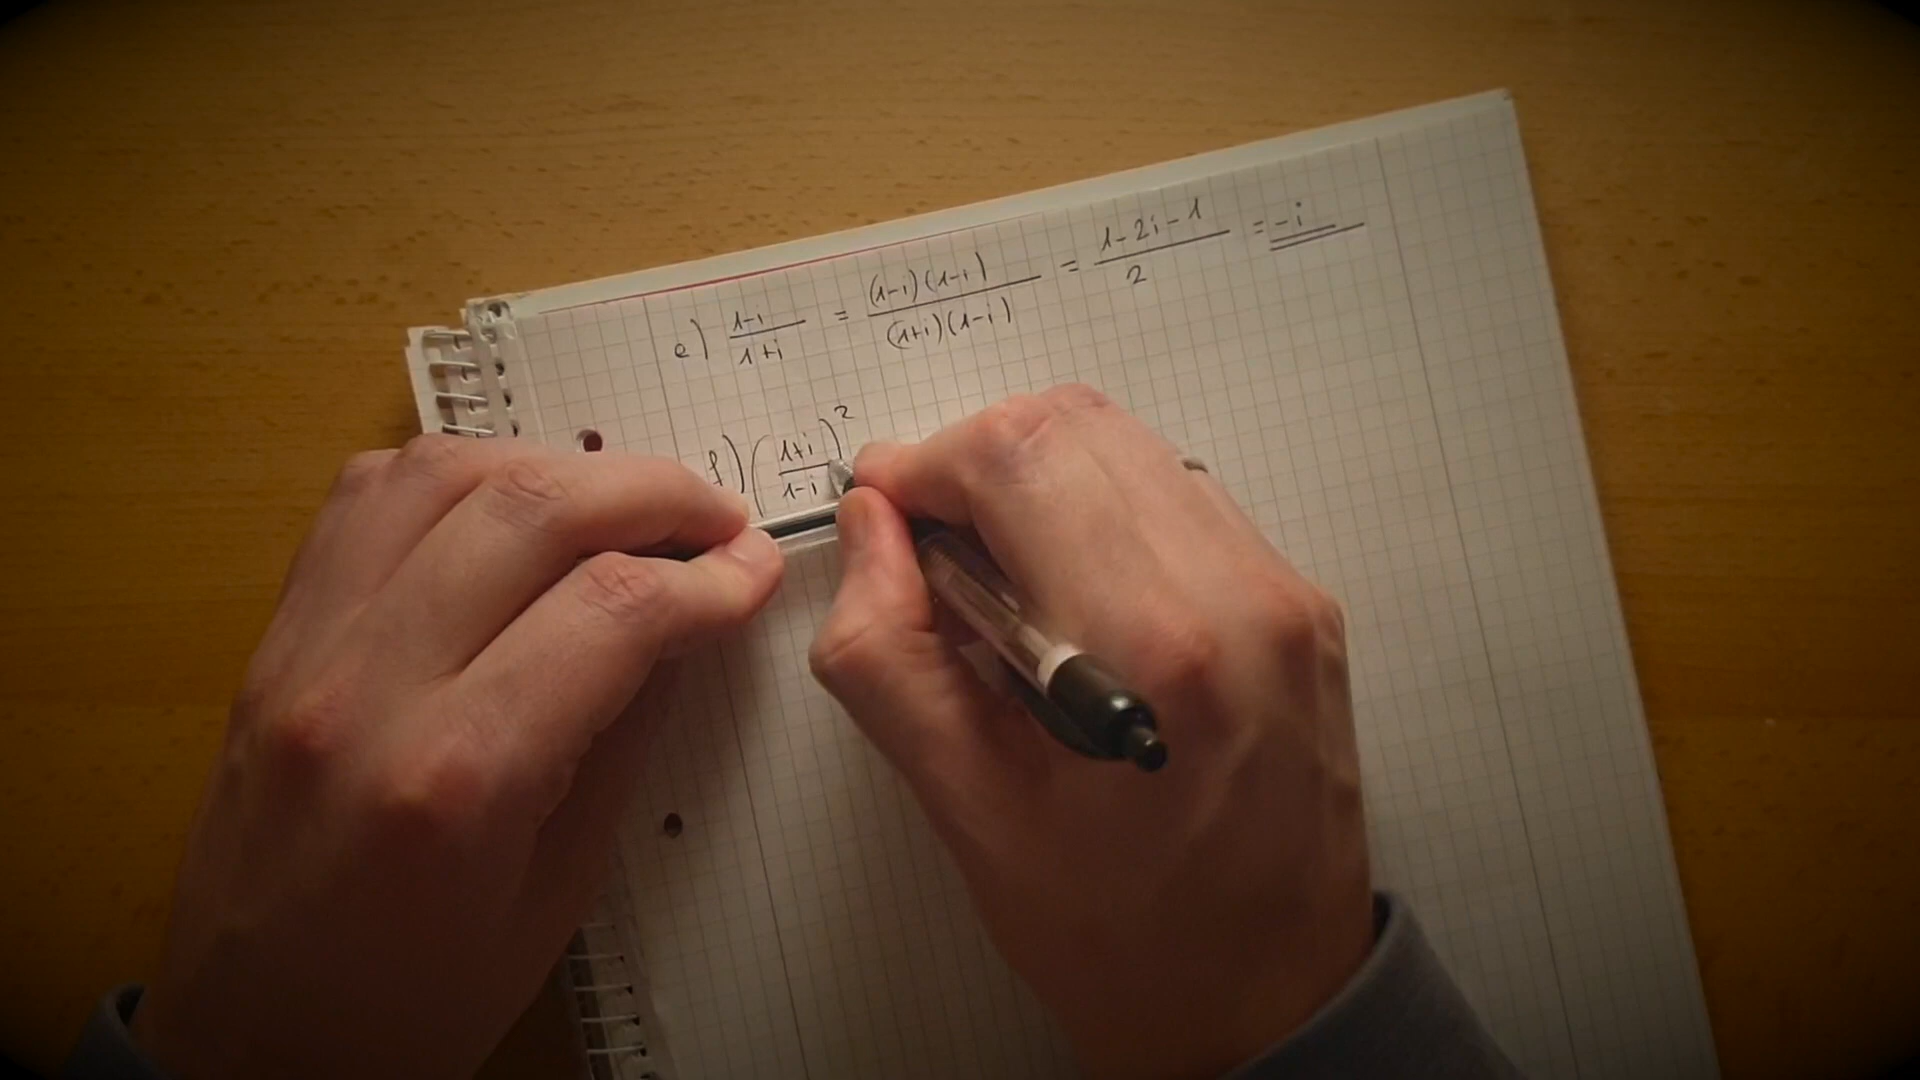 e) (1-i)/(1+i) = ((1-i)(1-i))/((1+i)(1-i)) = (1-2i-1)/2 = -i
f) ((1+i)/(1-i))²